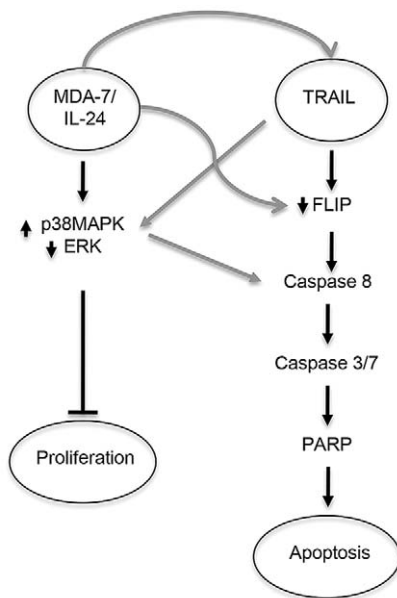 MDA-7/
IL-24
TRAIL
p38MAPK
ERK
FLIP
Caspase 8
Caspase 3/7
PARP
Proliferation
Apoptosis